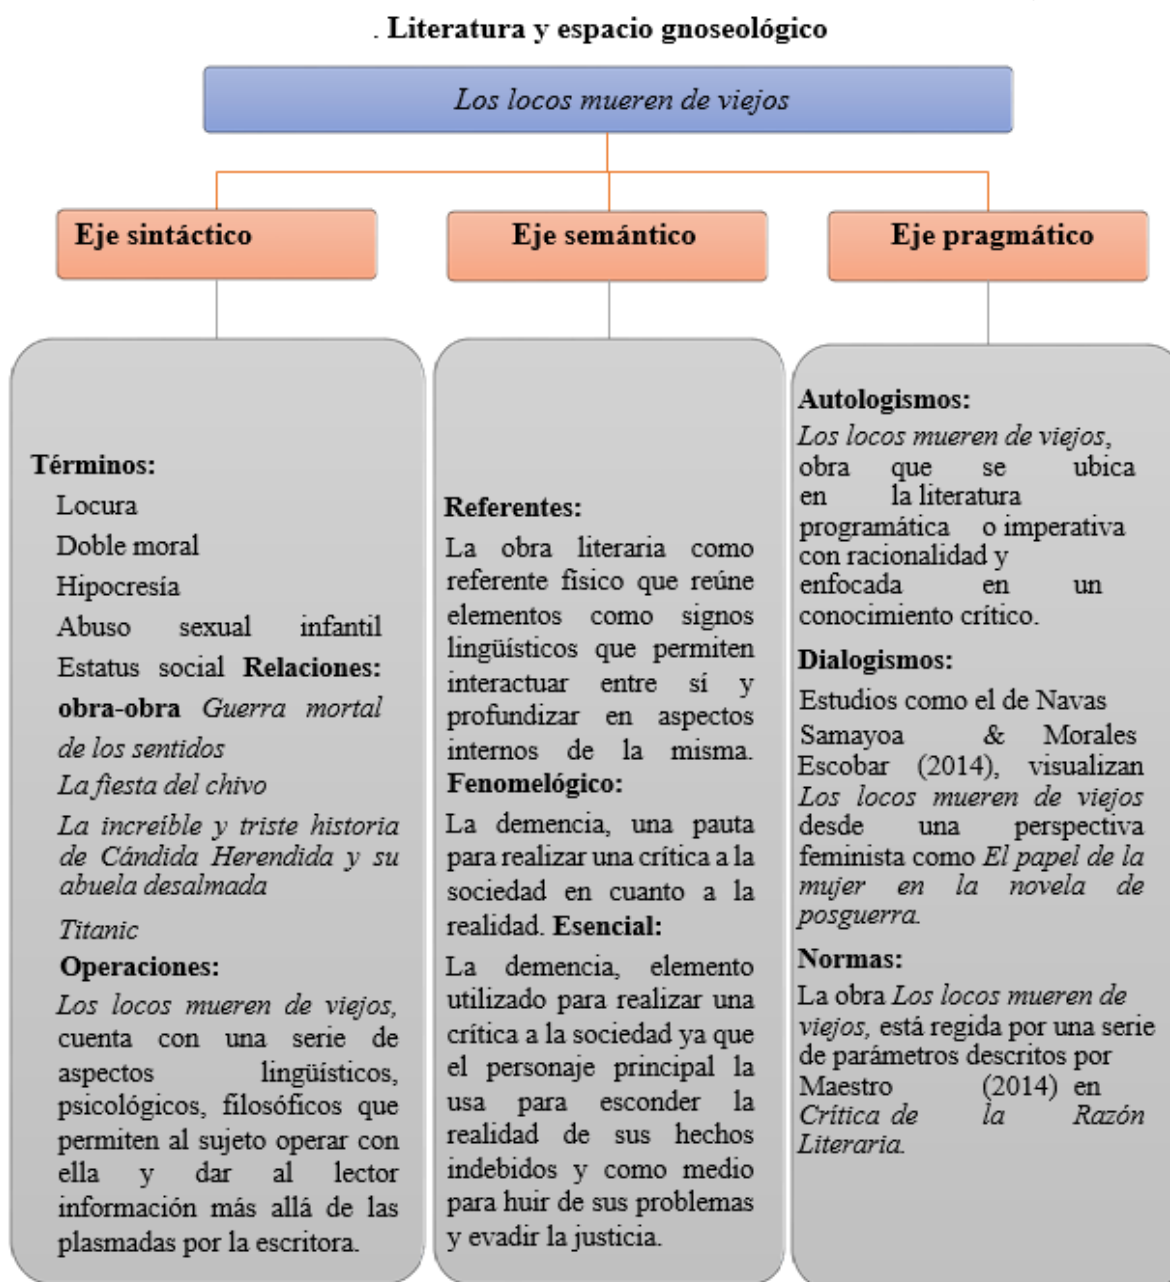 . Literatura y espacio gnoseológico
Los locos mueren de viejos
Eje sintáctico
Eje semántico
Eje pragmático
Términos:
Locura
Doble moral
Hipocresía
Abuso sexual infantil
Estatus social Relaciones:
obra-obra Guerra mortal
de los sentidos
La fiesta del chivo
La increíble y triste historia
de Cándida Herendida y su
abuela desalmada
Titanic
Operaciones:
Los locos mueren de viejos,
cuenta con una serie de
aspectos lingüísticos,
psicológicos, filosóficos que
permiten al sujeto operar con
ella y dar al lector
información más allá de las
plasmadas por la escritora.
Referentes:
La obra literaria como
referente físico que reúne
elementos como signos
lingüísticos que permiten
interactuar entre sí y
profundizar en aspectos
internos de la misma.
Fenomelógico:
La demencia, una pauta
para realizar una crítica a la
sociedad en cuanto a la
realidad. Esencial:
La demencia, elemento
utilizado para realizar una
crítica a la sociedad ya que
el personaje principal la
usa para esconder la
realidad de sus hechos
indebidos y como medio
para huir de sus problemas
y evadir la justicia.
Autologismos:
Los locos mueren de viejos,
obra que se ubica
en la literatura
programática o imperativa
con racionalidad y
enfocada en un
conocimiento crítico.
Dialogismos:
Estudios como el de Navas
Samayoa & Morales
Escobar (2014), visualizan
Los locos mueren de viejos
desde una perspectiva
feminista como El papel de la
mujer en la novela de
posguerra.
Normas:
La obra Los locos mueren de
viejos, está regida por una serie
de parámetros descritos por
Maestro (2014) en
Crítica de la Razón
Literaria.